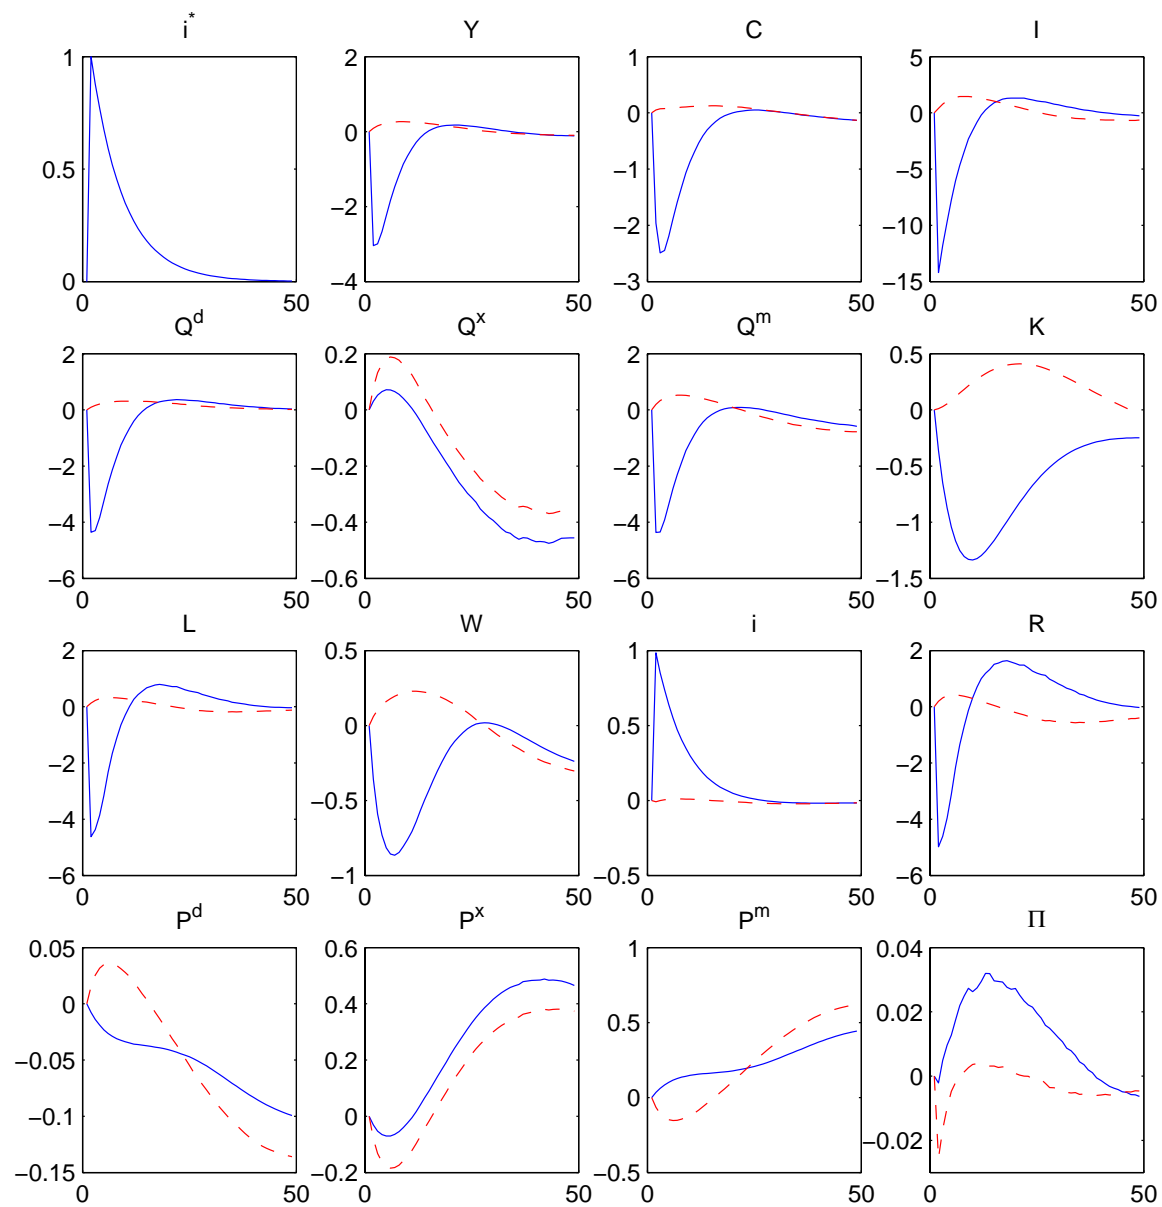 i* Y C I
1 2 1 5
0 0
0 −1 −5
0.5
−2 −2 −10
0 −4 −3 −15
0 50 0 50 0 50 0 50
Q^d Q^x Q^m K
2 0.2 2 0.5
0 0 0 0
−2 −0.2 −2 −0.5
−4 −0.4 −4 −1
−6 −0.6 −6 −1.5
0 50 0 50 0 50 0 50
L W i R
2 0.5 1 2
0 0 0.5 0
−2 −2
−4 −0.5 0 −4
−6 −1 −0.5 −6
0 50 0 50 0 50 0 50
P^d P^x P^m Π
0.05 0.6 1 0.04
0 0.4 0.5 0.02
−0.05 0.2
−0.1 0 0 0
−0.02
−0.15 −0.2 −0.5
0 50 0 50 0 50 0 50